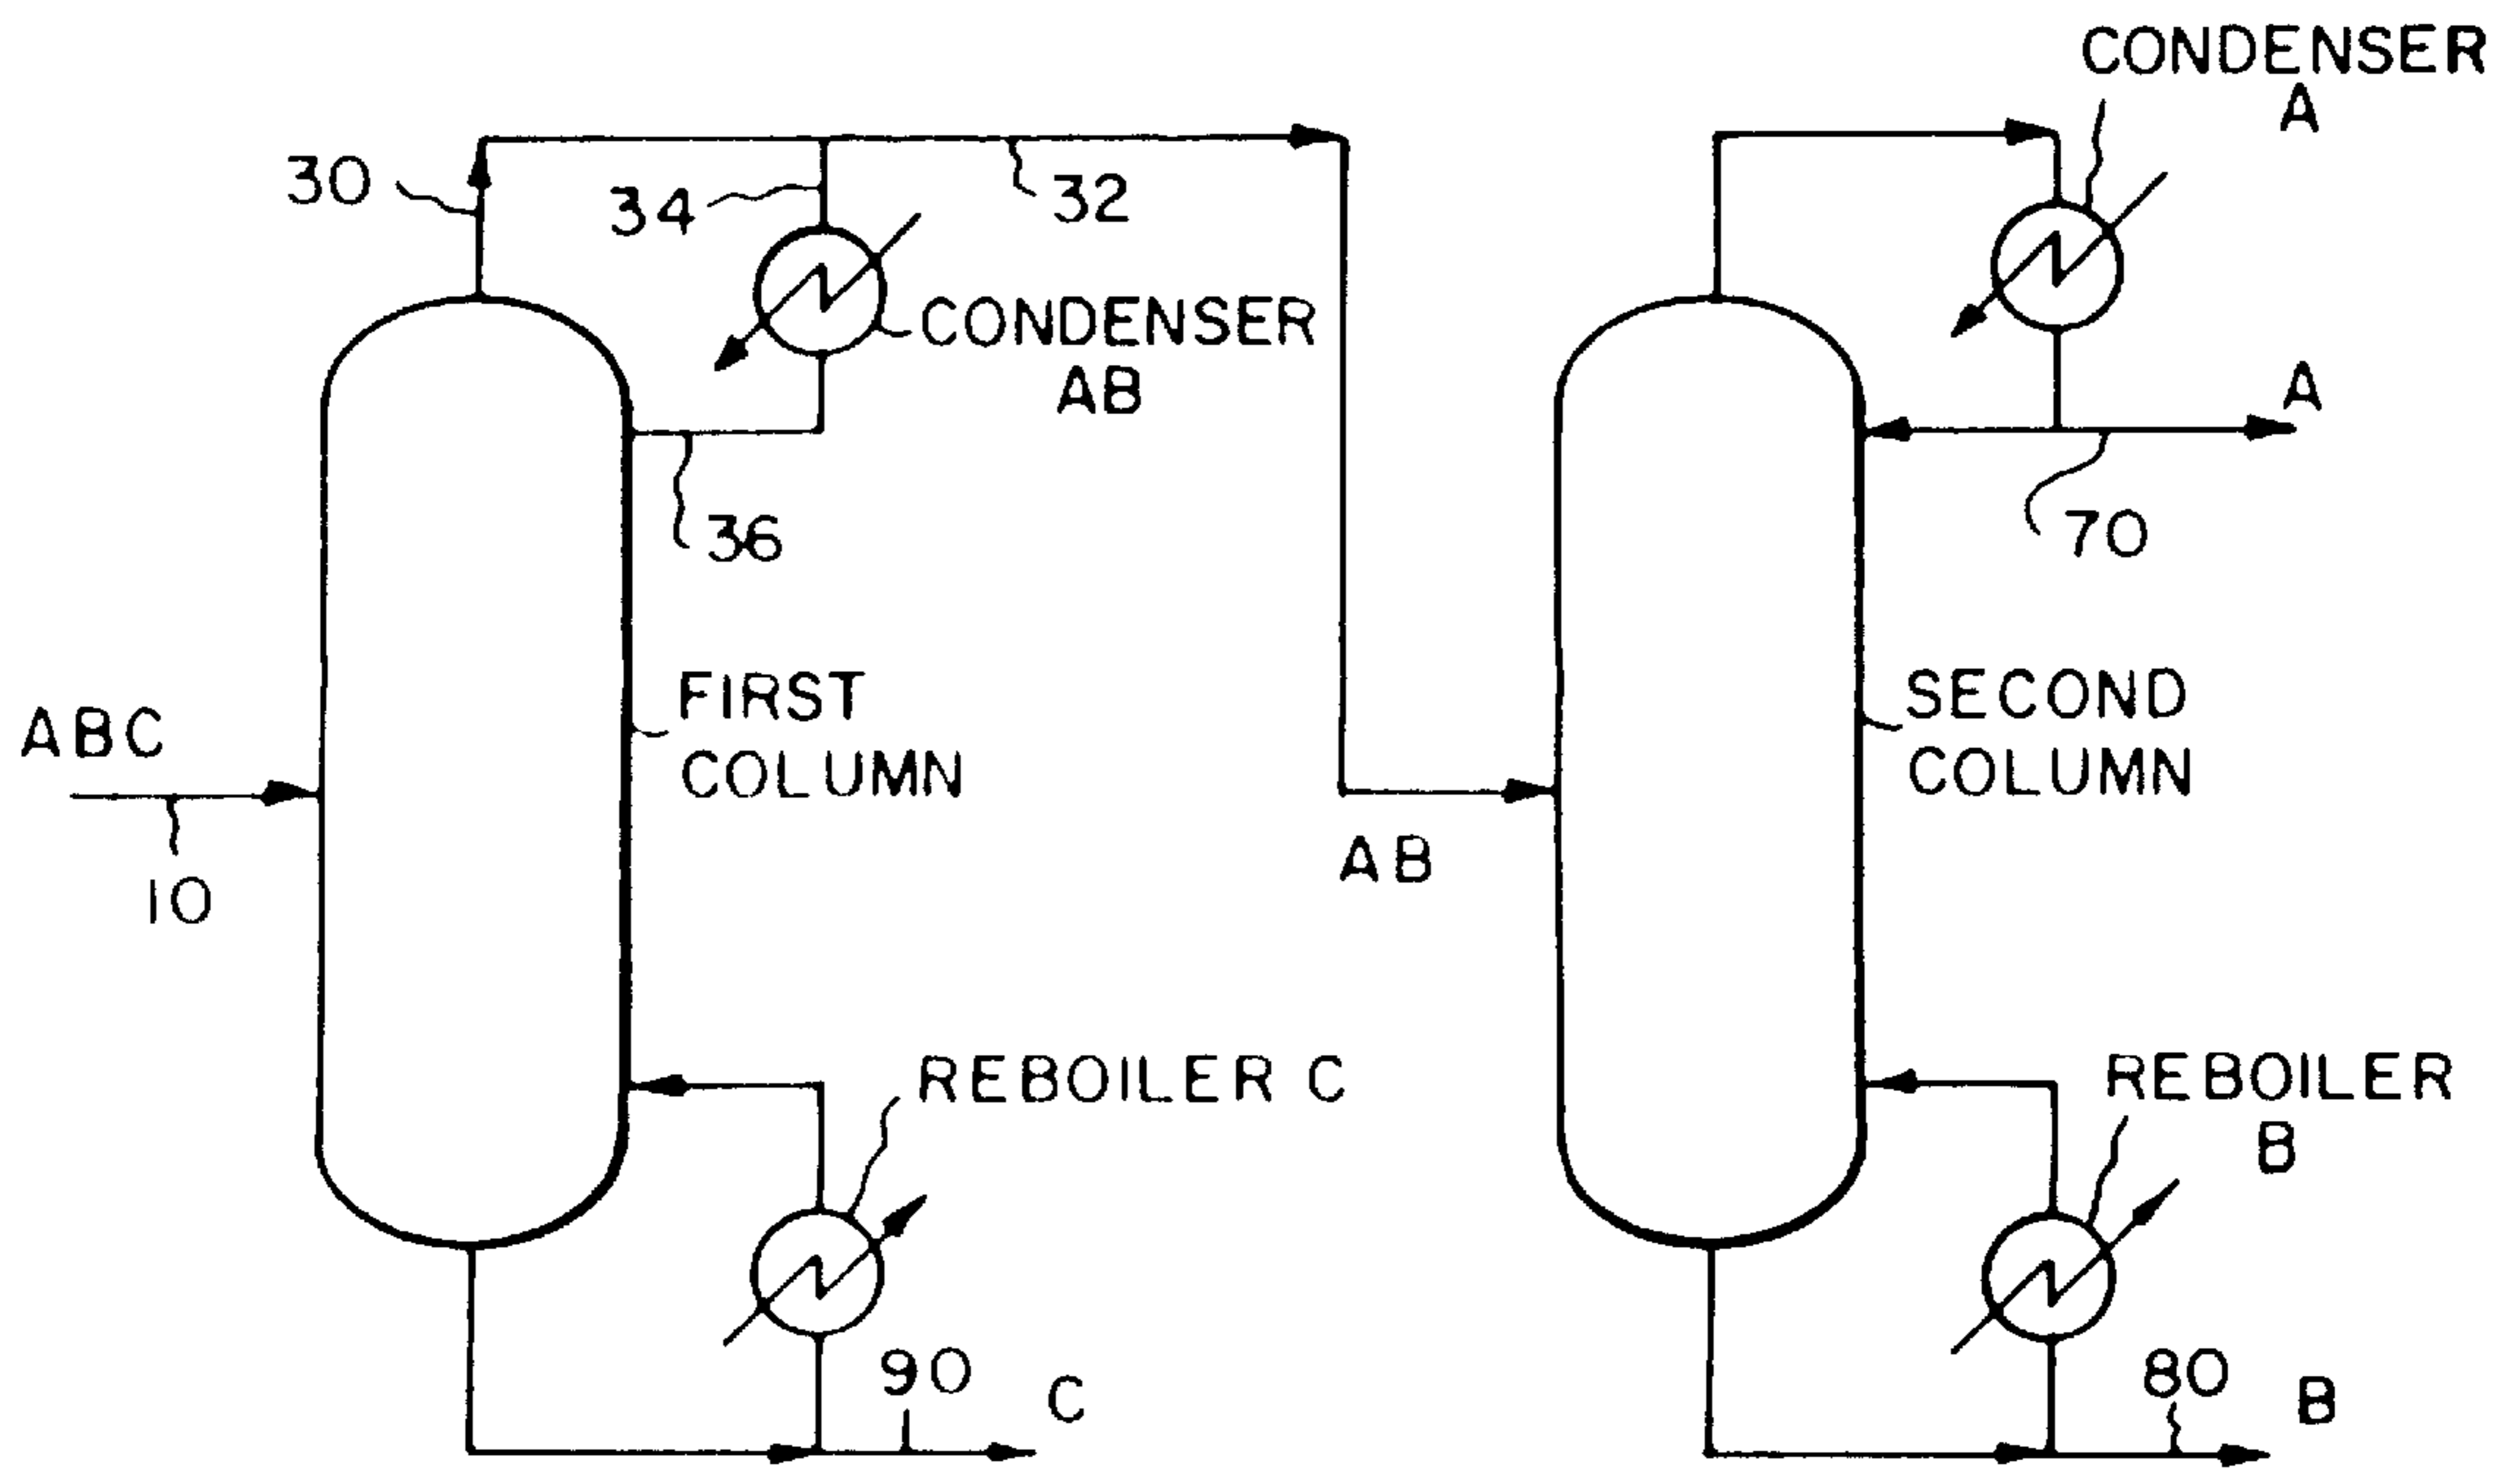 CONDENSER
A
30
34
32
CONDENSER
AB
A
36
70
FIRST
COLUMN
SECOND
COLUMN
ABC
10
AB
REBOILER C
REBOILER
B
90
C
80
B